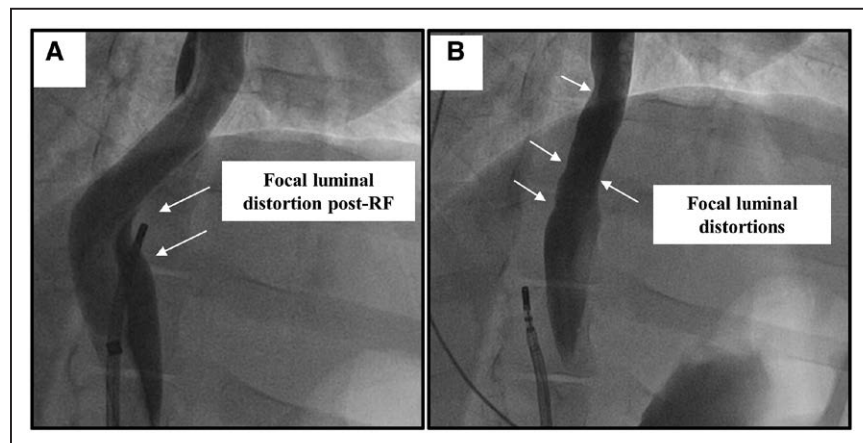 A
B
Focal luminal
distortion post-RF
Focal luminal
distortions